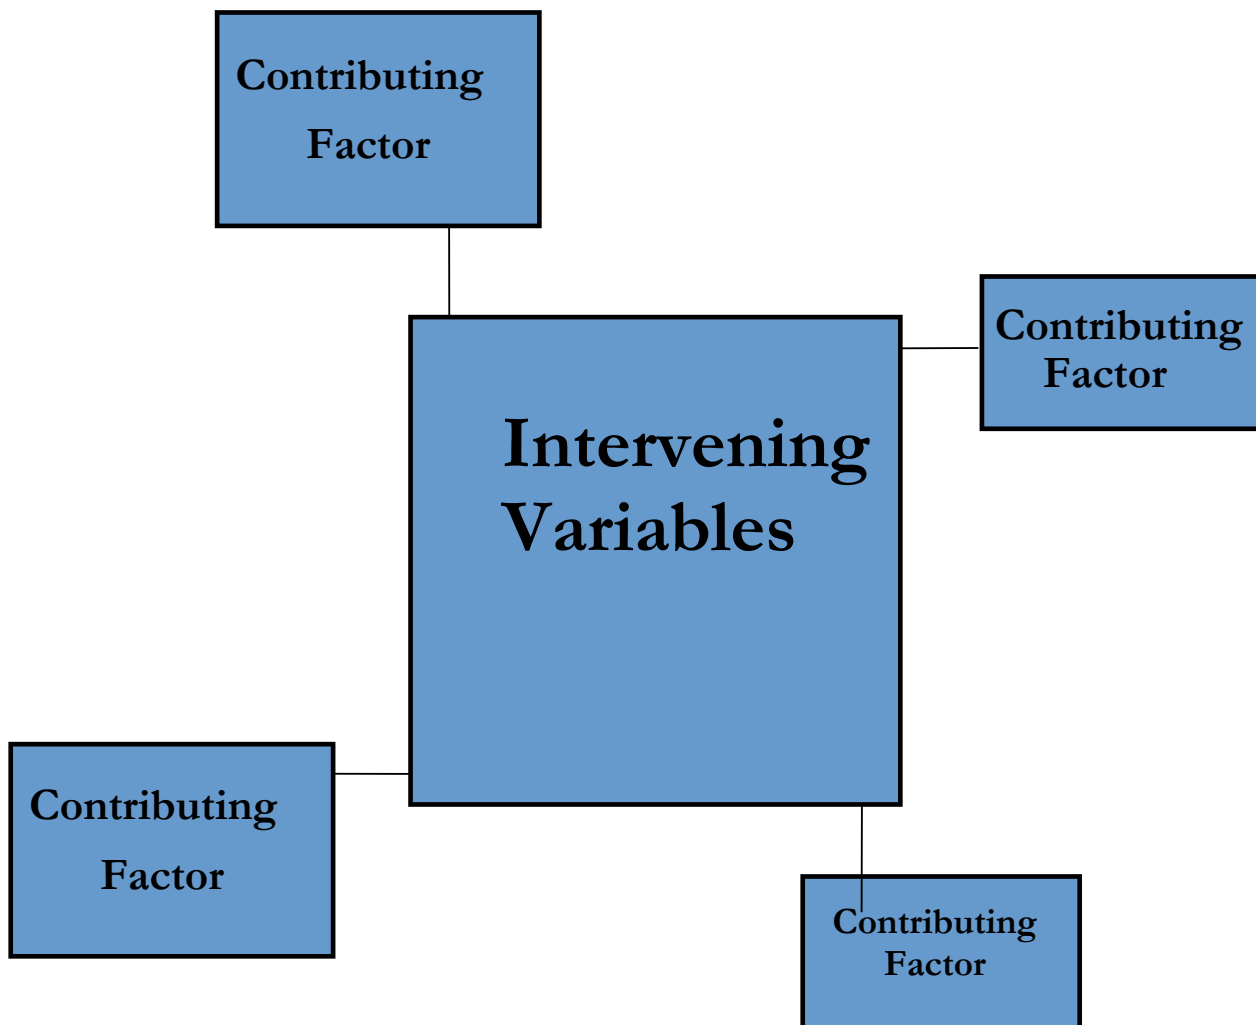 Contributing
Factor
Contributing
Factor
Intervening
Variables
Contributing
Factor
Contributing
Factor